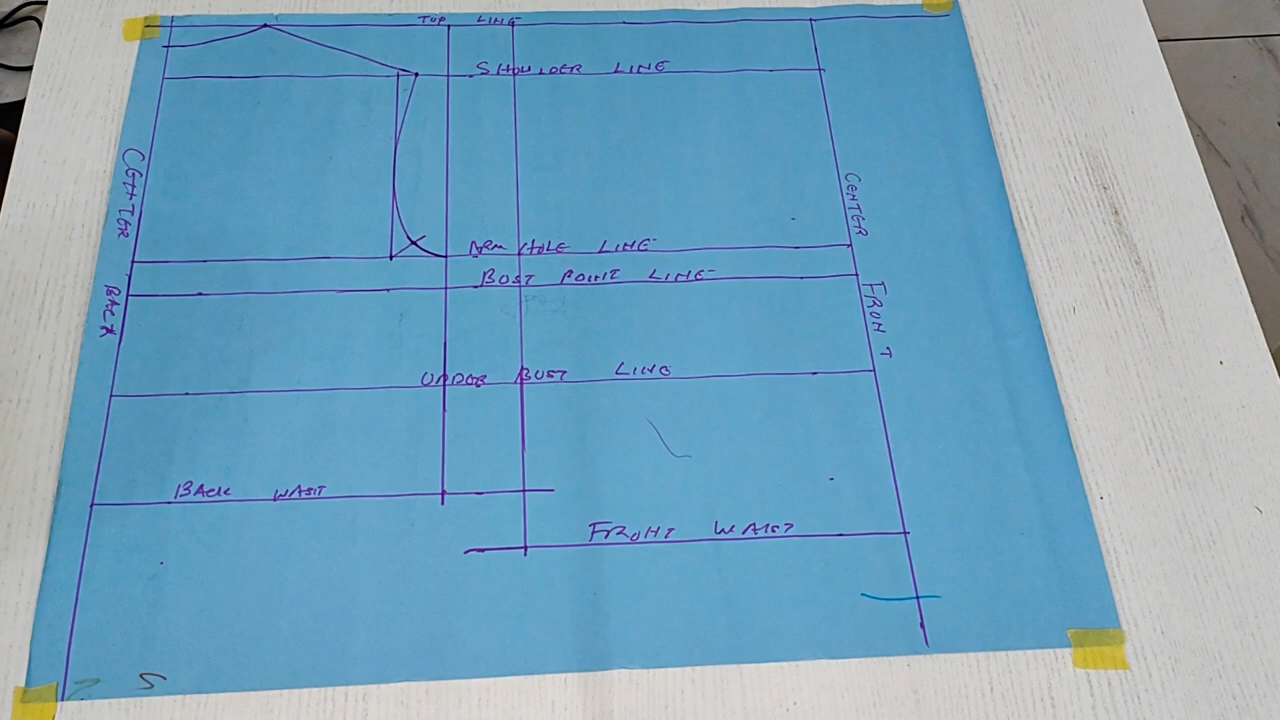 TOP LINE
SHOULDER LINE
CENTER BACK
CENTER FRONT
ARM HOLE LINE
BUST POINT LINE
UNDER BUST LINE
BACK WAIST
FRONT WAIST